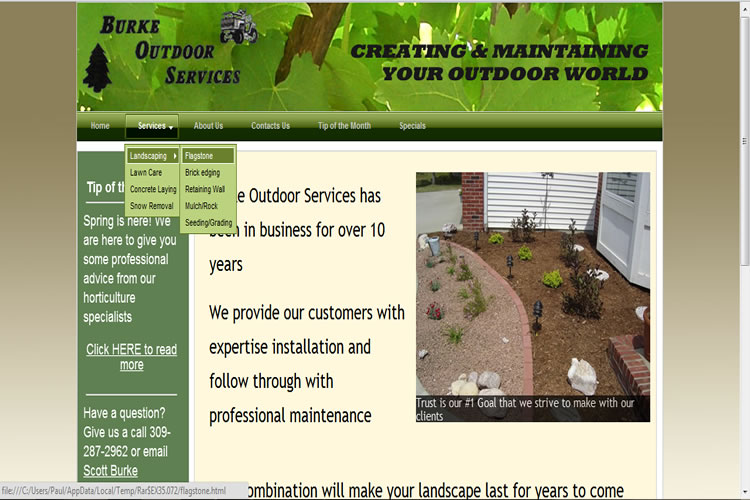 BURKE
OUTDOOR
SERVICES
CREATING & MAINTAINING
YOUR OUTDOOR WORLD
Home Services About Us Contacts Us Tip of the Month Specials
Landscaping Flagstone
Lawn Care Brick edging
Concrete Laying Retaining Wall
Snow Removal Mulch/Rock
Seeding/Grading
Tip of th
Spring is here! We
are here to give you
some professional
advice from our
horticulture
specialists
Click HERE to read
more
Have a question?
Give us a call 309-
287-2962 or email
Scott Burke
e Outdoor Services has
been in business for over 10
years
We provide our customers with
expertise installation and
follow through with
professional maintenance
Trust is our #1 Goal that we strive to make with our
clients
ombination will make your landscape last for years to come
file:///C:/Users/Paul/AppData/Local/Temp/Rar$EX35.072/flagstone.html